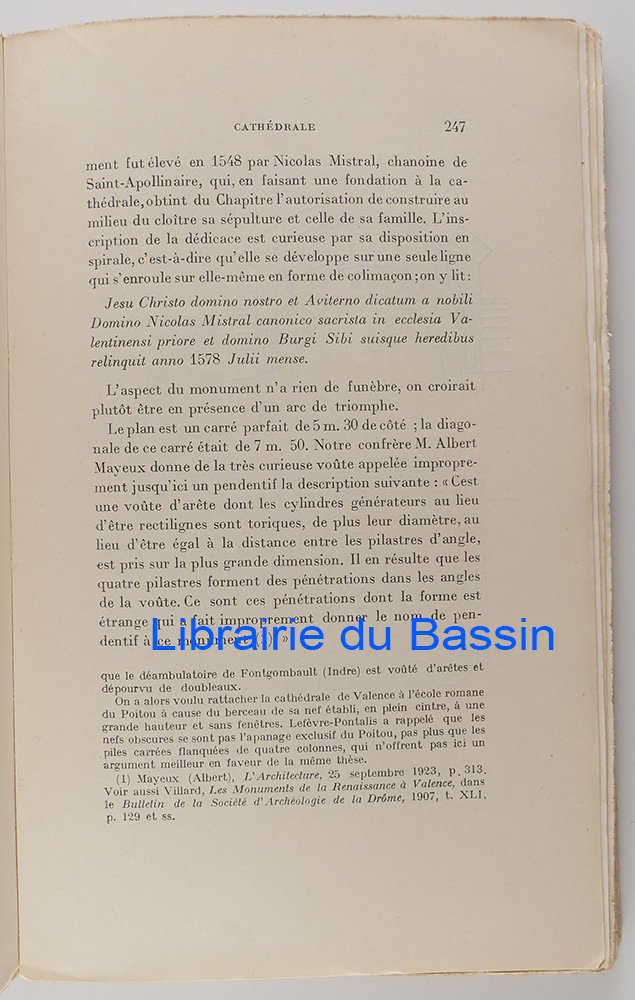 CATHÉDRALE 247
ment fut élevé en 1548 par Nicolas Mistral, chanoine de
Saint-Apollinaire, qui, en faisant une fondation à la ca-
thédrale, obtint du Chapitre l'autorisation de construire au
milieu du cloître sa sépulture et celle de sa famille. L'ins-
cription de la dédicace est curieuse par sa disposition en
spirale, c'est-à-dire qu'elle se développe sur une seule ligne
qui s'enroule sur elle-même en forme de colimaçon ; on y lit :
Jesu Christo domino nostro et Aviterno dicatum a nobili
Domino Nicolas Mistral canonico sacrista in ecclesia Va-
lentinensi priore et domino Burgi Sibi suisque heredibus
relinquit anno 1578 Julii mense.
L'aspect du monument n'a rien de funèbre, on croirait
plutôt être en présence d'un arc de triomphe.
Le plan est un carré parfait de 5 m. 30 de côté ; la diago-
nale de ce carré était de 7 m. 50. Notre confrère M. Albert
Mayeux donne de la très curieuse voûte appelée impropre-
ment jusqu'ici un pendentif la description suivante : « Cest
une voûte d'arête dont les cylindres générateurs au lieu
d'être rectilignes sont toriques, de plus leur diamètre, au
lieu d'être égal à la distance entre les pilastres d'angle,
est pris sur la plus grande dimension. Il en résulte que les
quatre pilastres forment des pénétrations dans les angles
de la voûte. Ce sont ces pénétrations dont la forme est
étrange qui a fait improprement donner le nom de pen-
dentif à ce monument (1). »
Librairie du Bassin
que le déambulatoire de Fontgombault (Indre) est voûté d'arêtes et
dépourvu de doubleaux.
On a alors voulu rattacher la cathédrale de Valence à l'école romane
du Poitou à cause du berceau de sa nef établi, en plein cintre, à une
grande hauteur et sans fenêtres. Lefèvre-Pontalis a rappelé que les
nefs obscures ne sont pas l'apanage exclusif du Poitou, pas plus que les
piles carrées flanquées de quatre colonnes, qui n'offrent pas ici un
argument meilleur en faveur de la même thèse.
(1) Mayeux (Albert), L'Architecture, 25 septembre 1923, p. 313.
Voir aussi Villard, Les Monuments de la Renaissance à Valence, dans
le Bulletin de la Société d'Archéologie de la Drôme, 1907, t. XLI,
p. 129 et ss.